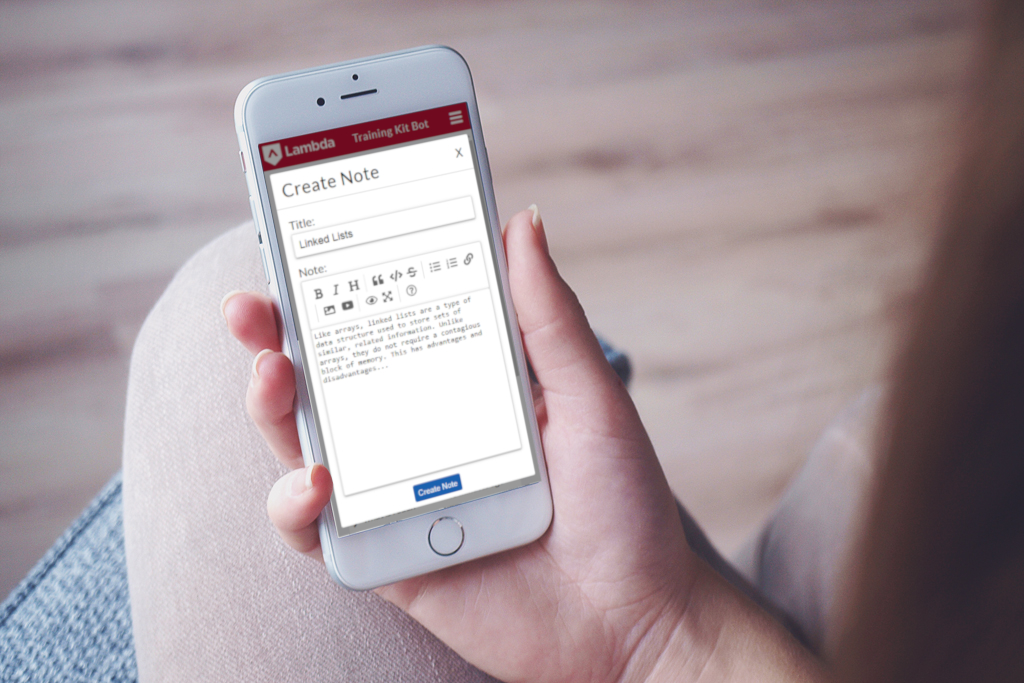 Lambda Training Kit Bot
Create Note X
Title:
Linked Lists
Note:
B I H
Like arrays, linked lists are a type of
data structure used to store sets of
similar, related information. Unlike
arrays, they do not require a contagious
block of memory. This has advantages and
disadvantages...
Create Note